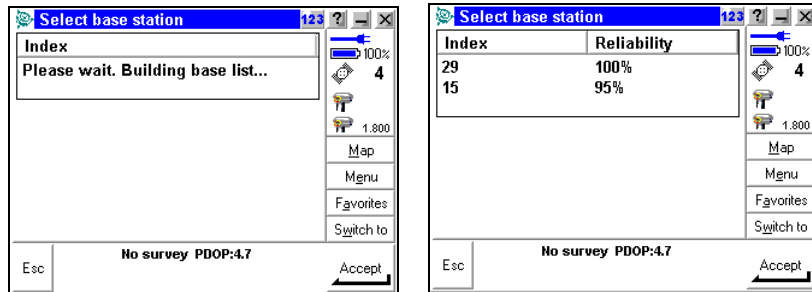 Select base station 123 ? X
Index
Please wait. Building base list...
100%
4
1.800
Map
Menu
Favorites
Switch to
Esc
No survey PDOP:4.7
Accept
Select base station 123 ? X
Index Reliability
29 100%
15 95%
100%
4
1.800
Map
Menu
Favorites
Switch to
Esc
No survey PDOP:4.7
Accept